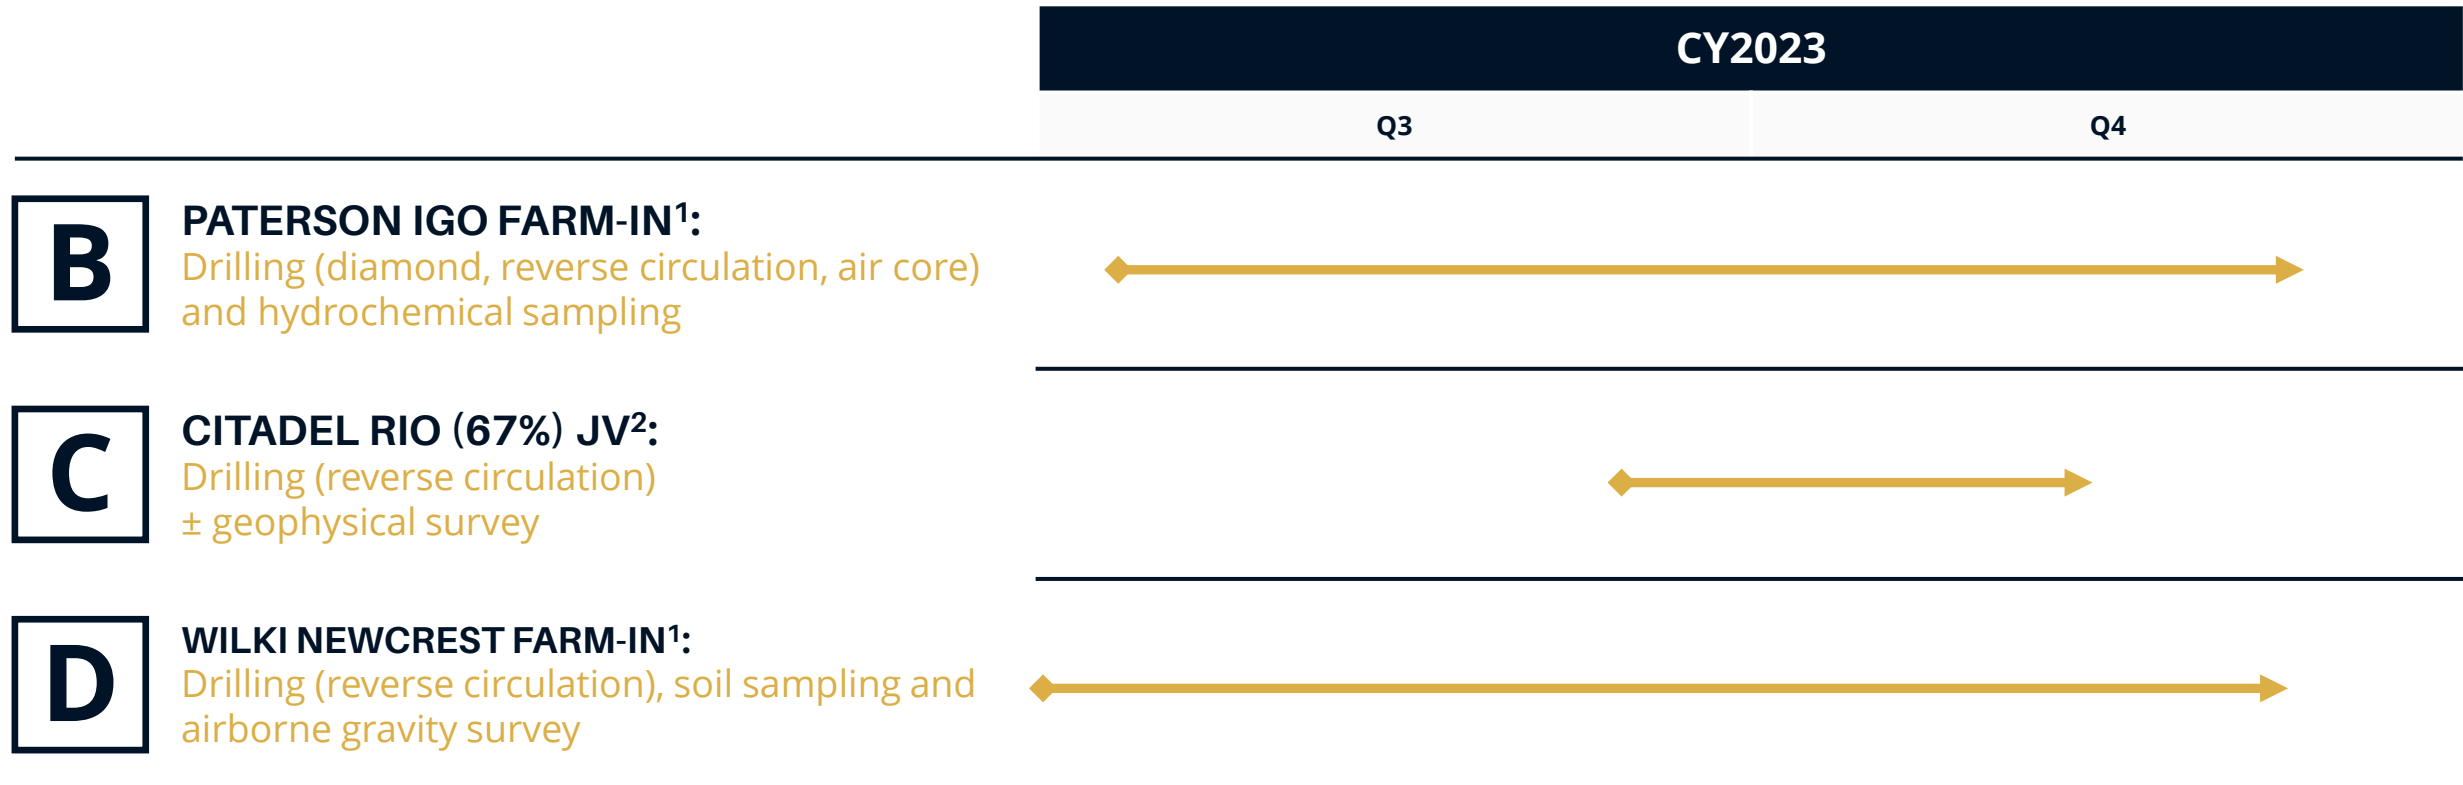 CY2023
Q3
Q4
B
PATERSON IGO FARM-IN¹:
Drilling (diamond, reverse circulation, air core)
and hydrochemical sampling
C
CITADEL RIO (67%) JV²:
Drilling (reverse circulation)
± geophysical survey
D
WILKI NEWCREST FARM-IN¹:
Drilling (reverse circulation), soil sampling and
airborne gravity survey